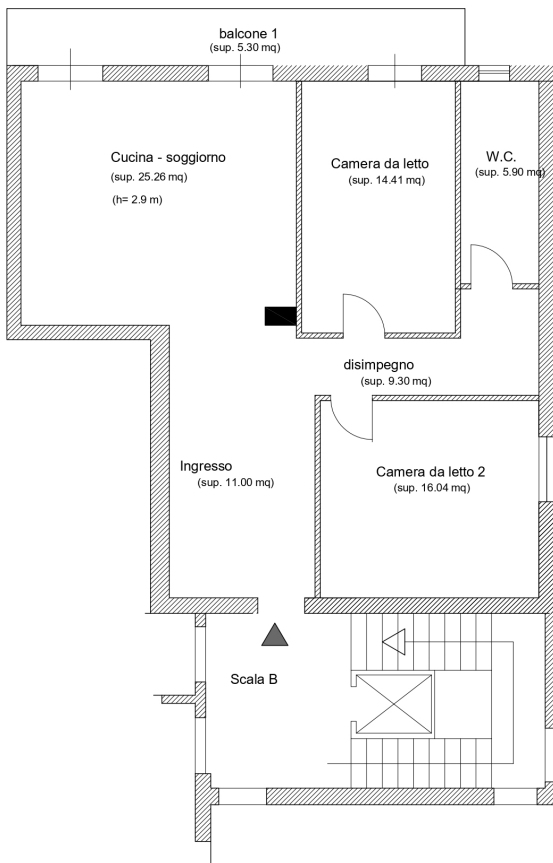 balcone 1
(sup. 5.30 mq)
Cucina - soggiorno
(sup. 25.26 mq)
(h= 2.9 m)
Camera da letto
(sup. 14.41 mq)
W.C.
(sup. 5.90 mq)
disimpegno
(sup. 9.30 mq)
Ingresso
(sup. 11.00 mq)
Camera da letto 2
(sup. 16.04 mq)
Scala B